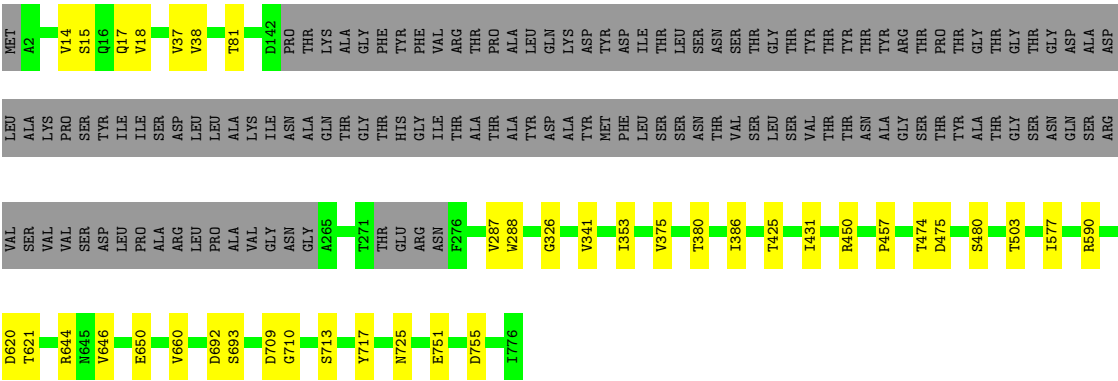 MET A2 V14 S15 Q16 Q17 V18 V37 V38 T81 D142 PRO THR LYS ALA GLY PHE TYR PHE VAL ARG THR PRO ALA LEU GLN LYS ASP TYR ASP ILE THR LEU SER ASN SER THR GLY THR TYR THR TYR THR TYR ARG THR PRO THR GLY THR GLY THR GLY ASP ALA ASP
LEU ALA LYS PRO SER TYR ILE ILE SER ASP LEU LEU ALA LYS ILE ASN ALA GLN THR GLY THR HIS GLY ILE THR ALA THR ALA TYR ASP ALA TYR MET PHE LEU SER SER ASN THR VAL SER LEU SER VAL THR THR ASN ALA GLY SER THR TYR ALA THR GLY SER ASN GLN SER ARG
VAL SER VAL VAL SER ASP LEU PRO ALA ARG LEU PRO ALA VAL GLY ASN GLY A265 T271 THR GLU ARG ASN F276 V287 W288 G326 V341 I353 V375 T380 I386 T425 I431 R450 P457 T474 D475 S480 T503 I577 R590
D620 T621 R644 N645 V646 E650 V660 D692 S693 D709 G710 S713 Y717 N725 E751 D755 I776